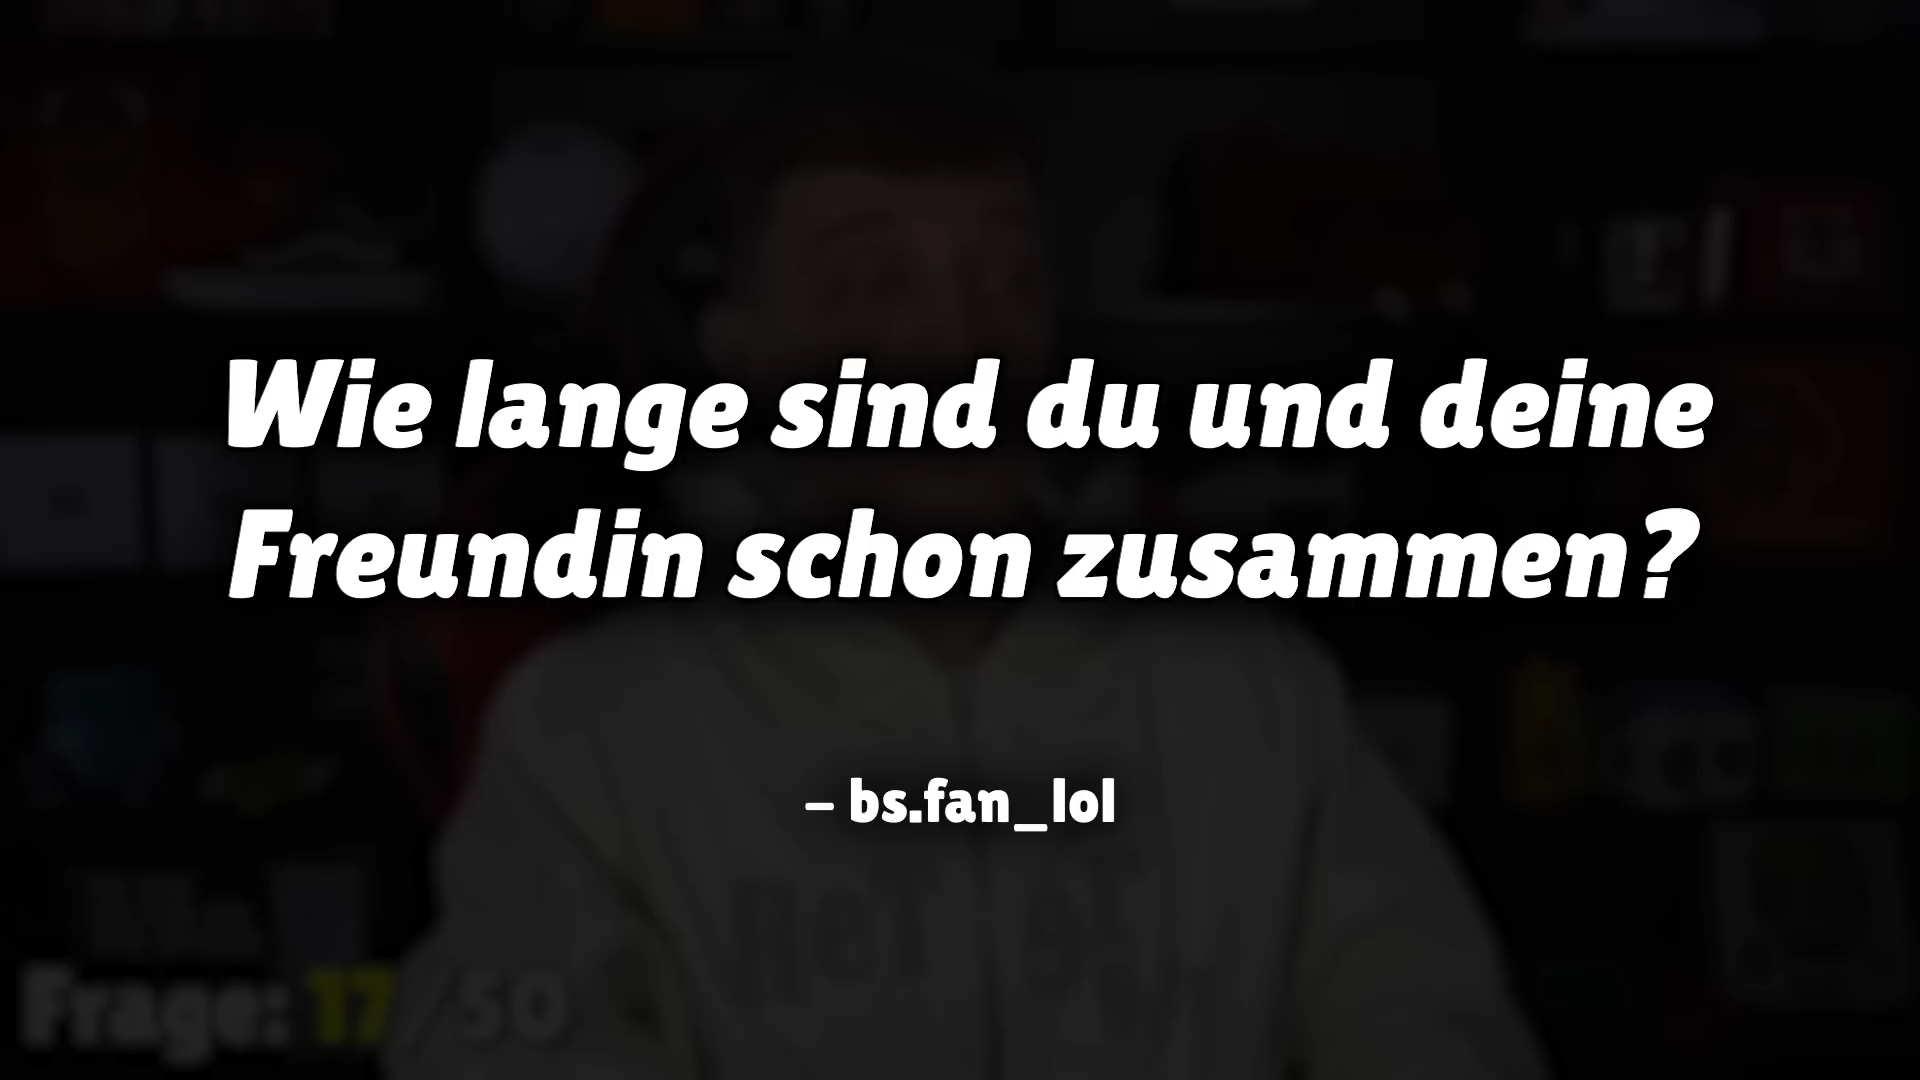 Wie lange sind du und deine
Freundin schon zusammen?
– bs.fan_lol
Frage: 17/50